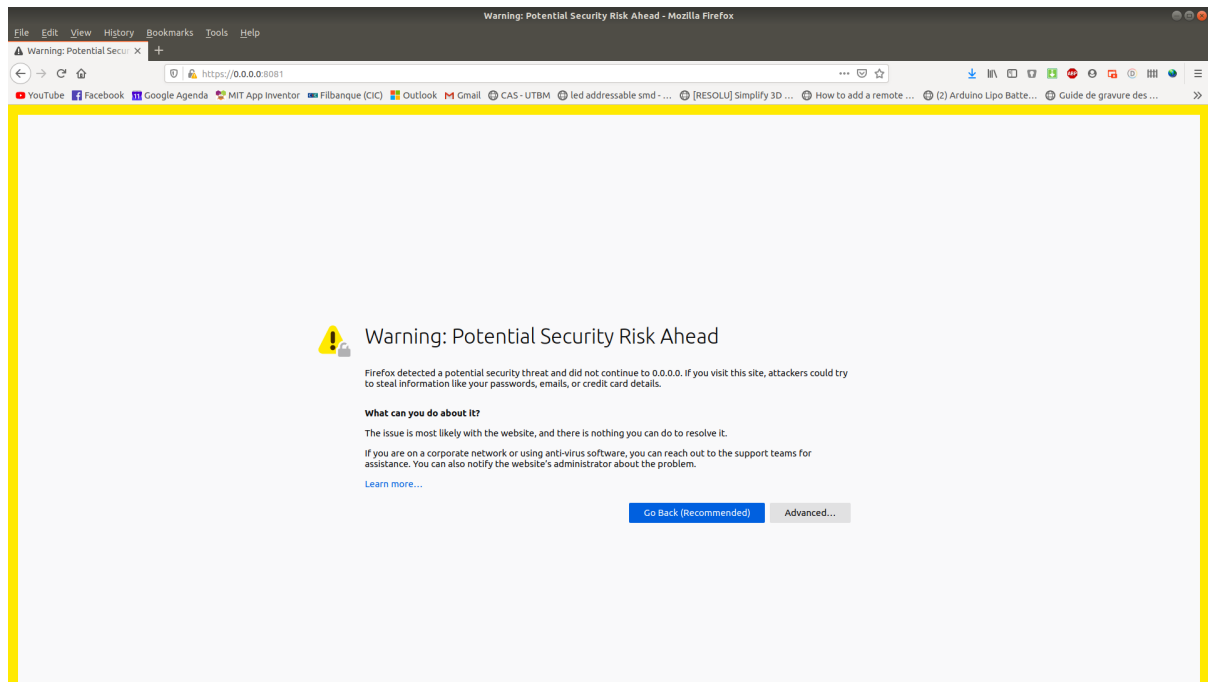 Warning: Potential Security Risk Ahead - Mozilla Firefox
File Edit View History Bookmarks Tools Help
Warning: Potential Secur
https://0.0.0.0:8081
YouTube Facebook Google Agenda MIT App Inventor Filbanque (CIC) Outlook M Gmail CAS - UTBM led addressable smd - ... [RESOLU] Simplify 3D ... How to add a remote ... (2) Arduino Lipo Batte... Guide de gravure des ...
Warning: Potential Security Risk Ahead
Firefox detected a potential security threat and did not continue to 0.0.0.0. If you visit this site, attackers could try
to steal information like your passwords, emails, or credit card details.
What can you do about it?
The issue is most likely with the website, and there is nothing you can do to resolve it.
If you are on a corporate network or using anti-virus software, you can reach out to the support teams for
assistance. You can also notify the website's administrator about the problem.
Learn more...
Go Back (Recommended) Advanced...